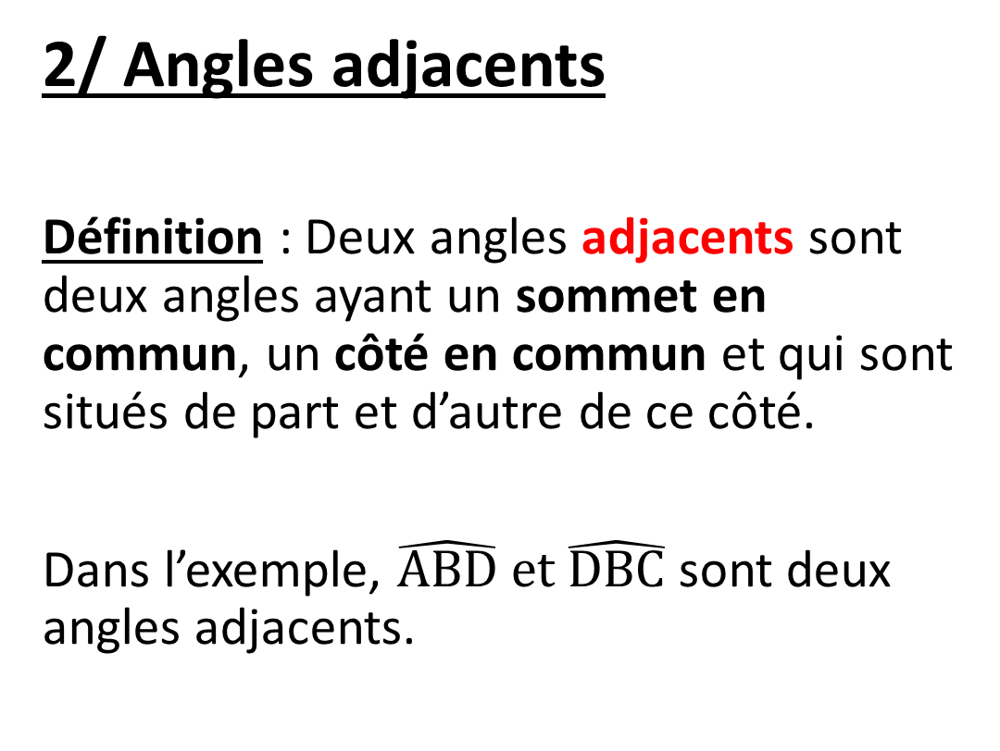 2/ Angles adjacents
Définition : Deux angles adjacents sont
deux angles ayant un sommet en
commun, un côté en commun et qui sont
situés de part et d’autre de ce côté.
Dans l’exemple, \widehat{ABD} et \widehat{DBC} sont deux
angles adjacents.